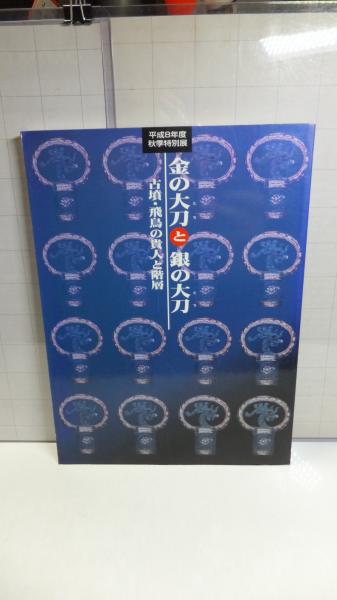 平成8年度
秋季特別展
金の大刀と銀の大刀
古墳・飛鳥の貴人と階層